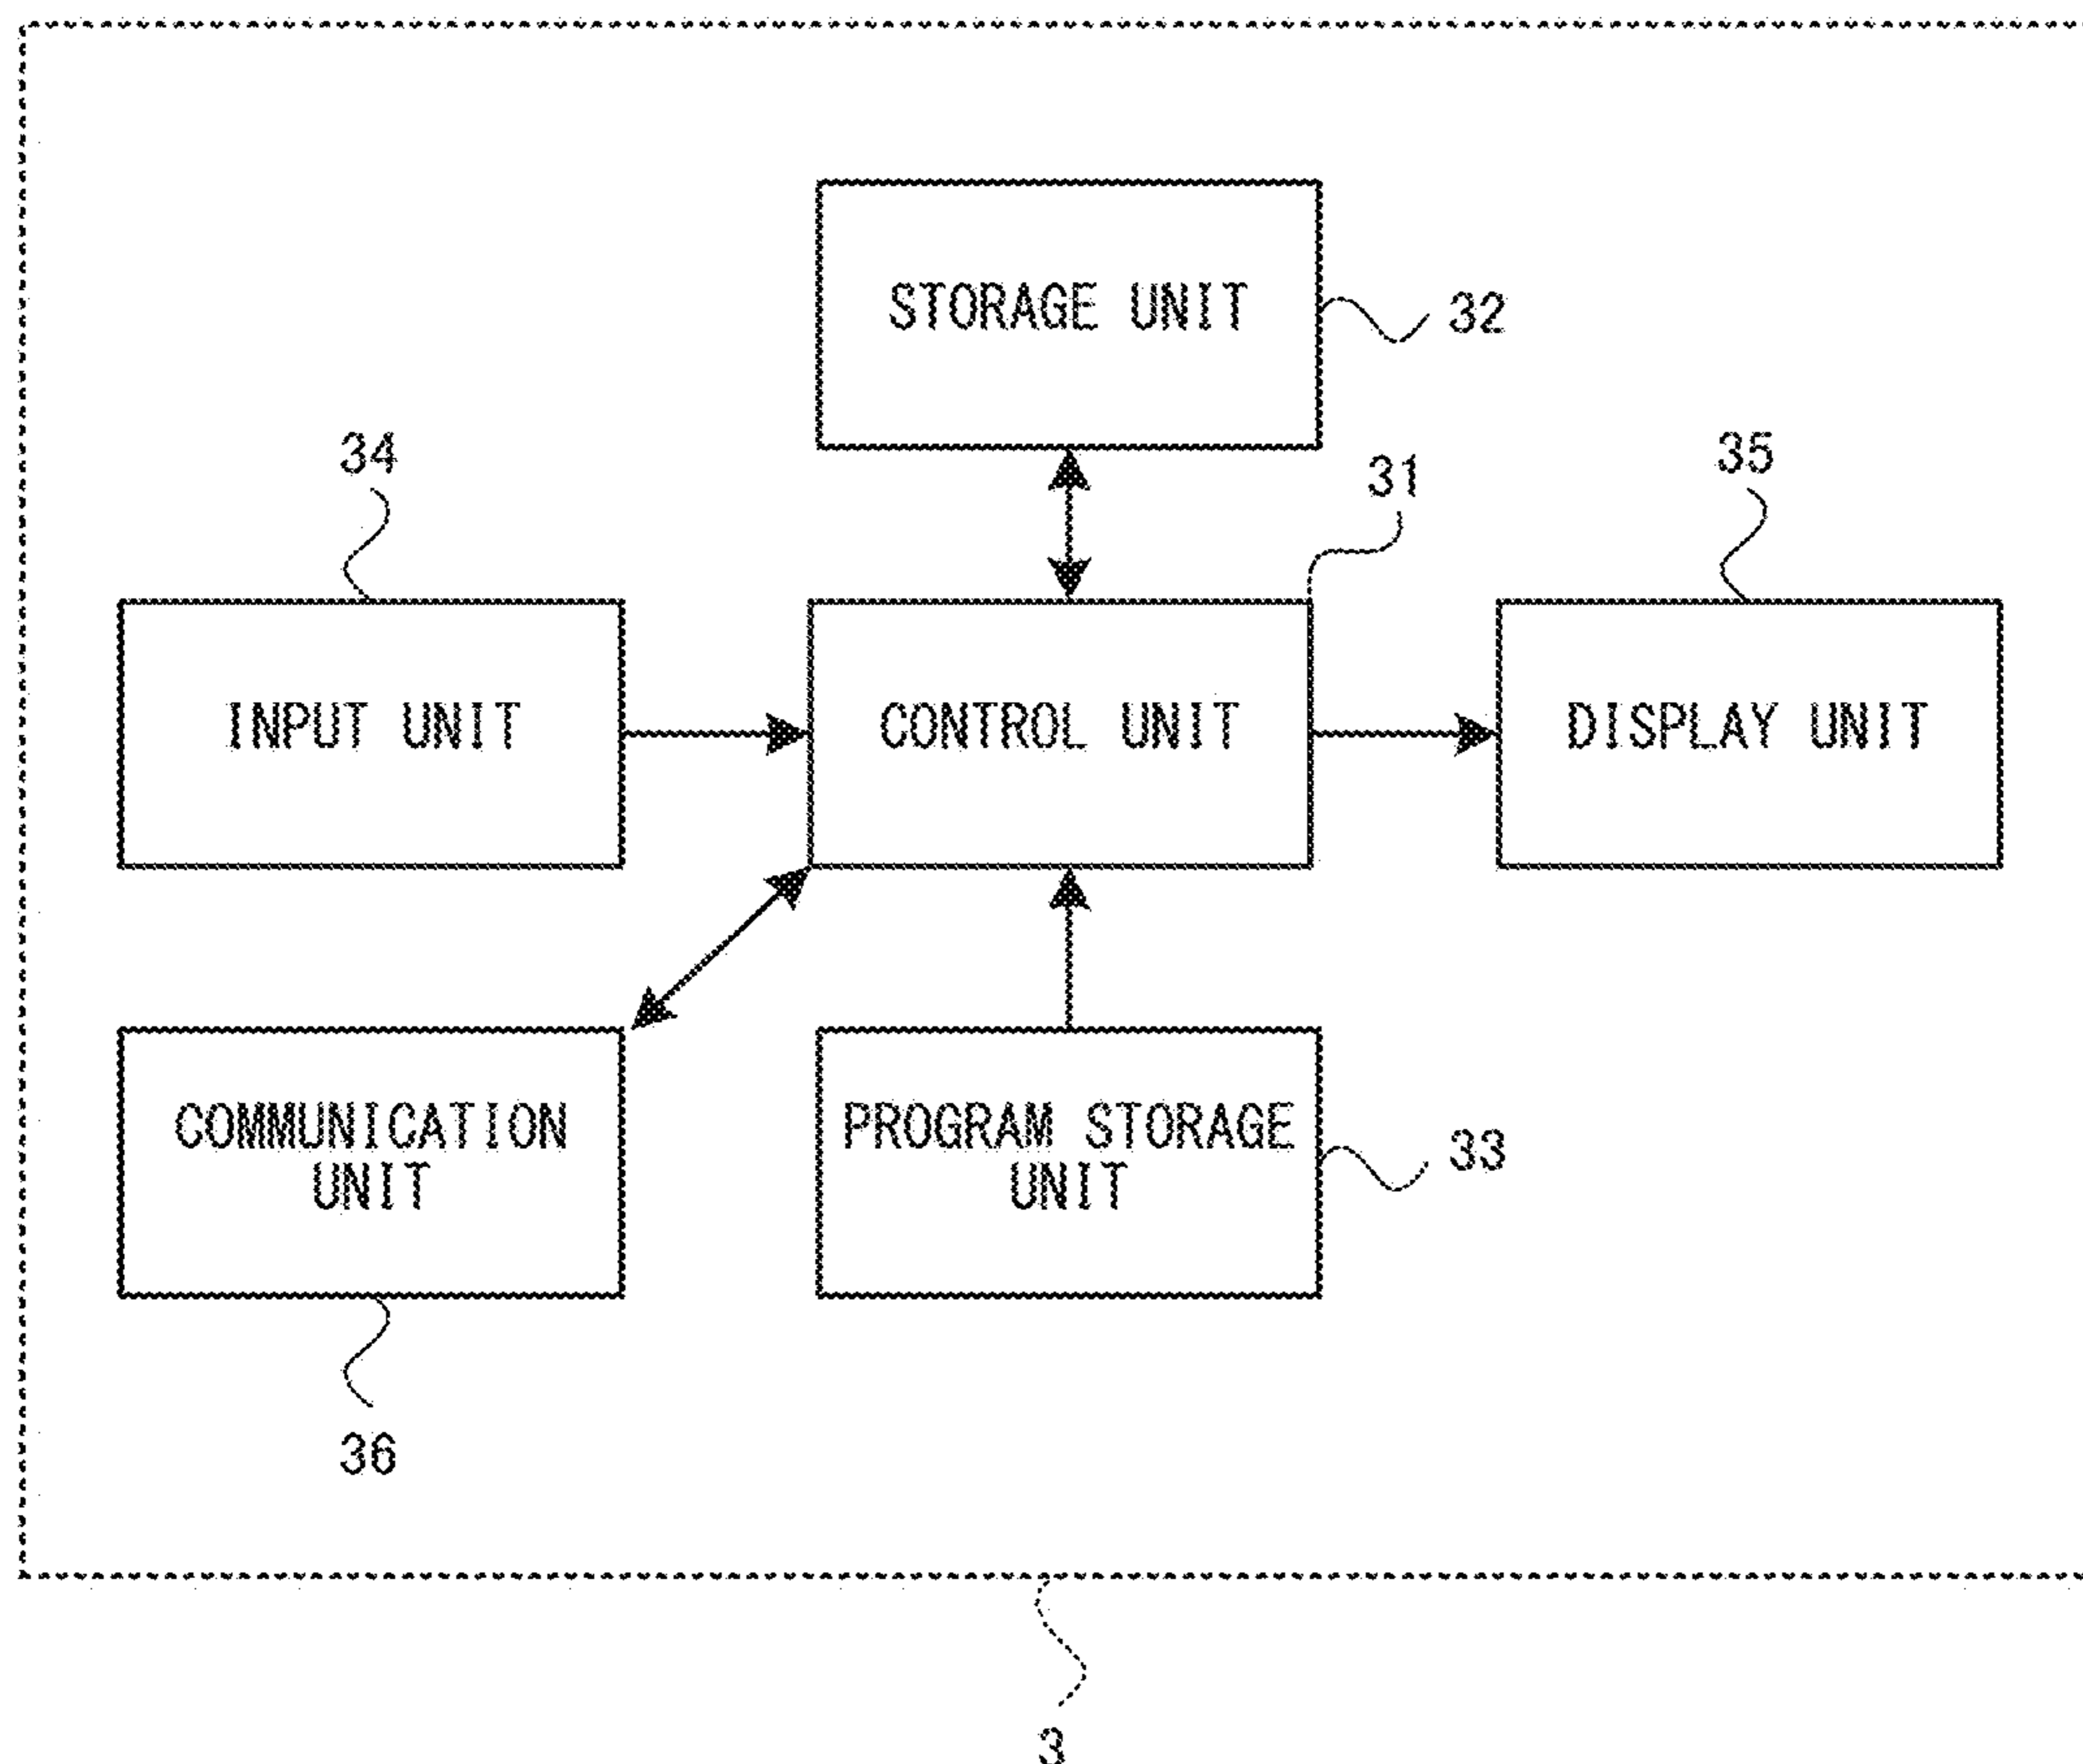 STORAGE UNIT
32
34
31
35
INPUT UNIT
CONTROL UNIT
DISPLAY UNIT
COMMUNICATION
UNIT
PROGRAM STORAGE
UNIT
33
36
3